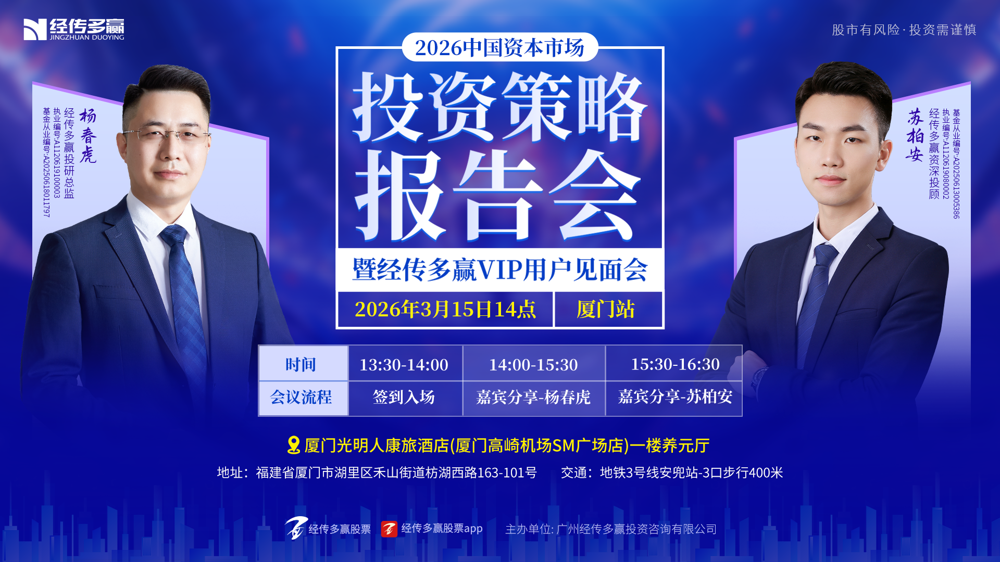 经传多赢
JINGZHUAN DUOYING
股市有风险·投资需谨慎
2026中国资本市场
投资策略
报告会
暨经传多赢VIP用户见面会
2026年3月15日14点
厦门站
杨春虎
经传多赢投研总监
执业编号:A1120619100003
基金从业编号:A20250618011797
苏柏安
经传多赢资深投顾
执业编号:A1120619080002
基金从业编号:A20250613005386
时间 13:30-14:00 14:00-15:30 15:30-16:30
会议流程 签到入场 嘉宾分享-杨春虎 嘉宾分享-苏柏安
厦门光明人康旅酒店(厦门高崎机场SM广场店)一楼养元厅
地址：福建省厦门市湖里区禾山街道枋湖西路163-101号 交通：地铁3号线安兜站-3口步行400米
经传多赢股票 经传多赢股票app 主办单位: 广州经传多赢投资咨询有限公司